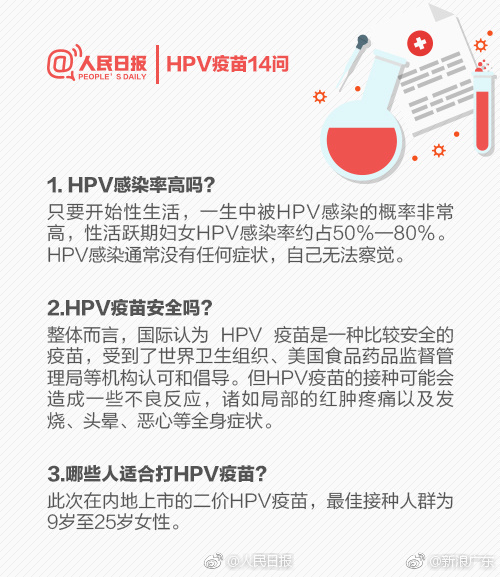 @人民日报 HPV疫苗14问
PEOPLE'S DAILY
1. HPV感染率高吗?
只要开始性生活，一生中被HPV感染的概率非常
高，性活跃期妇女HPV感染率约占50%—80%。
HPV感染通常没有任何症状，自己无法察觉。
2.HPV疫苗安全吗?
整体而言，国际认为 HPV 疫苗是一种比较安全的
疫苗，受到了世界卫生组织、美国食品药品监督管
理局等机构认可和倡导。但HPV疫苗的接种可能会
造成一些不良反应，诸如局部的红肿疼痛以及发
烧、头晕、恶心等全身症状。
3.哪些人适合打HPV疫苗?
此次在内地上市的二价HPV疫苗，最佳接种人群为
9岁至25岁女性。
@人民日报 @新浪广东